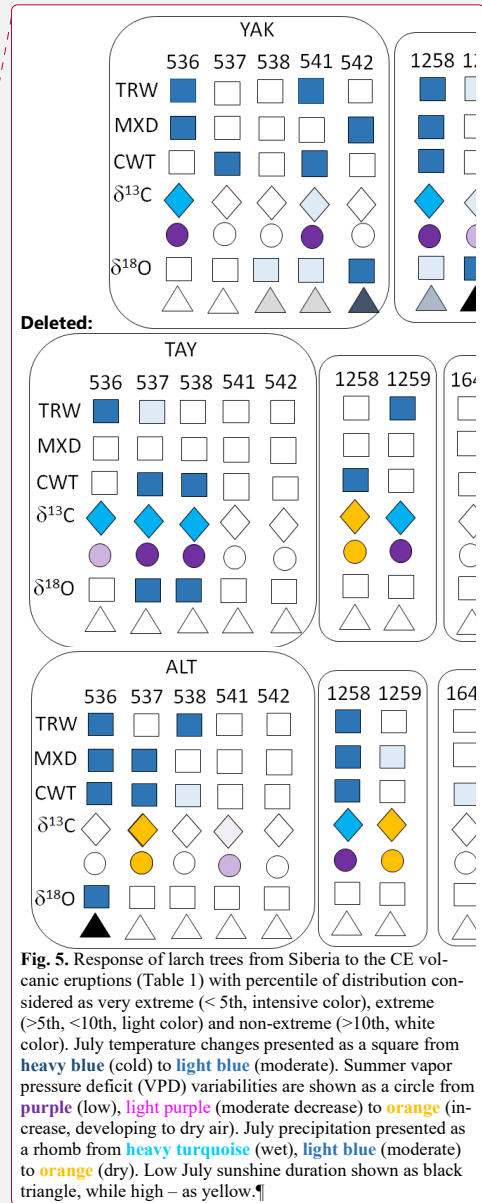 YAK
536 537 538 541 542 1258
TRW
MXD
CWT
δ13C
δ18O
Deleted:
TAY
536 537 538 541 542 1258 1259 164
TRW
MXD
CWT
δ13C
δ18O
ALT
536 537 538 541 542 1258 1259 164
TRW
MXD
CWT
δ13C
δ18O
Fig. 5. Response of larch trees from Siberia to the CE vol-
canic eruptions (Table 1) with percentile of distribution con-
sidered as very extreme (< 5th, intensive color), extreme
(>5th, <10th, light color) and non-extreme (>10th, white
color). July temperature changes presented as a square from
heavy blue (cold) to light blue (moderate). Summer vapor
pressure deficit (VPD) variabilities are shown as a circle from
purple (low), light purple (moderate decrease) to orange (in-
crease, developing to dry air). July precipitation presented as
a rhomb from heavy turquoise (wet), light blue (moderate)
to orange (dry). Low July sunshine duration shown as black
triangle, while high – as yellow.¶